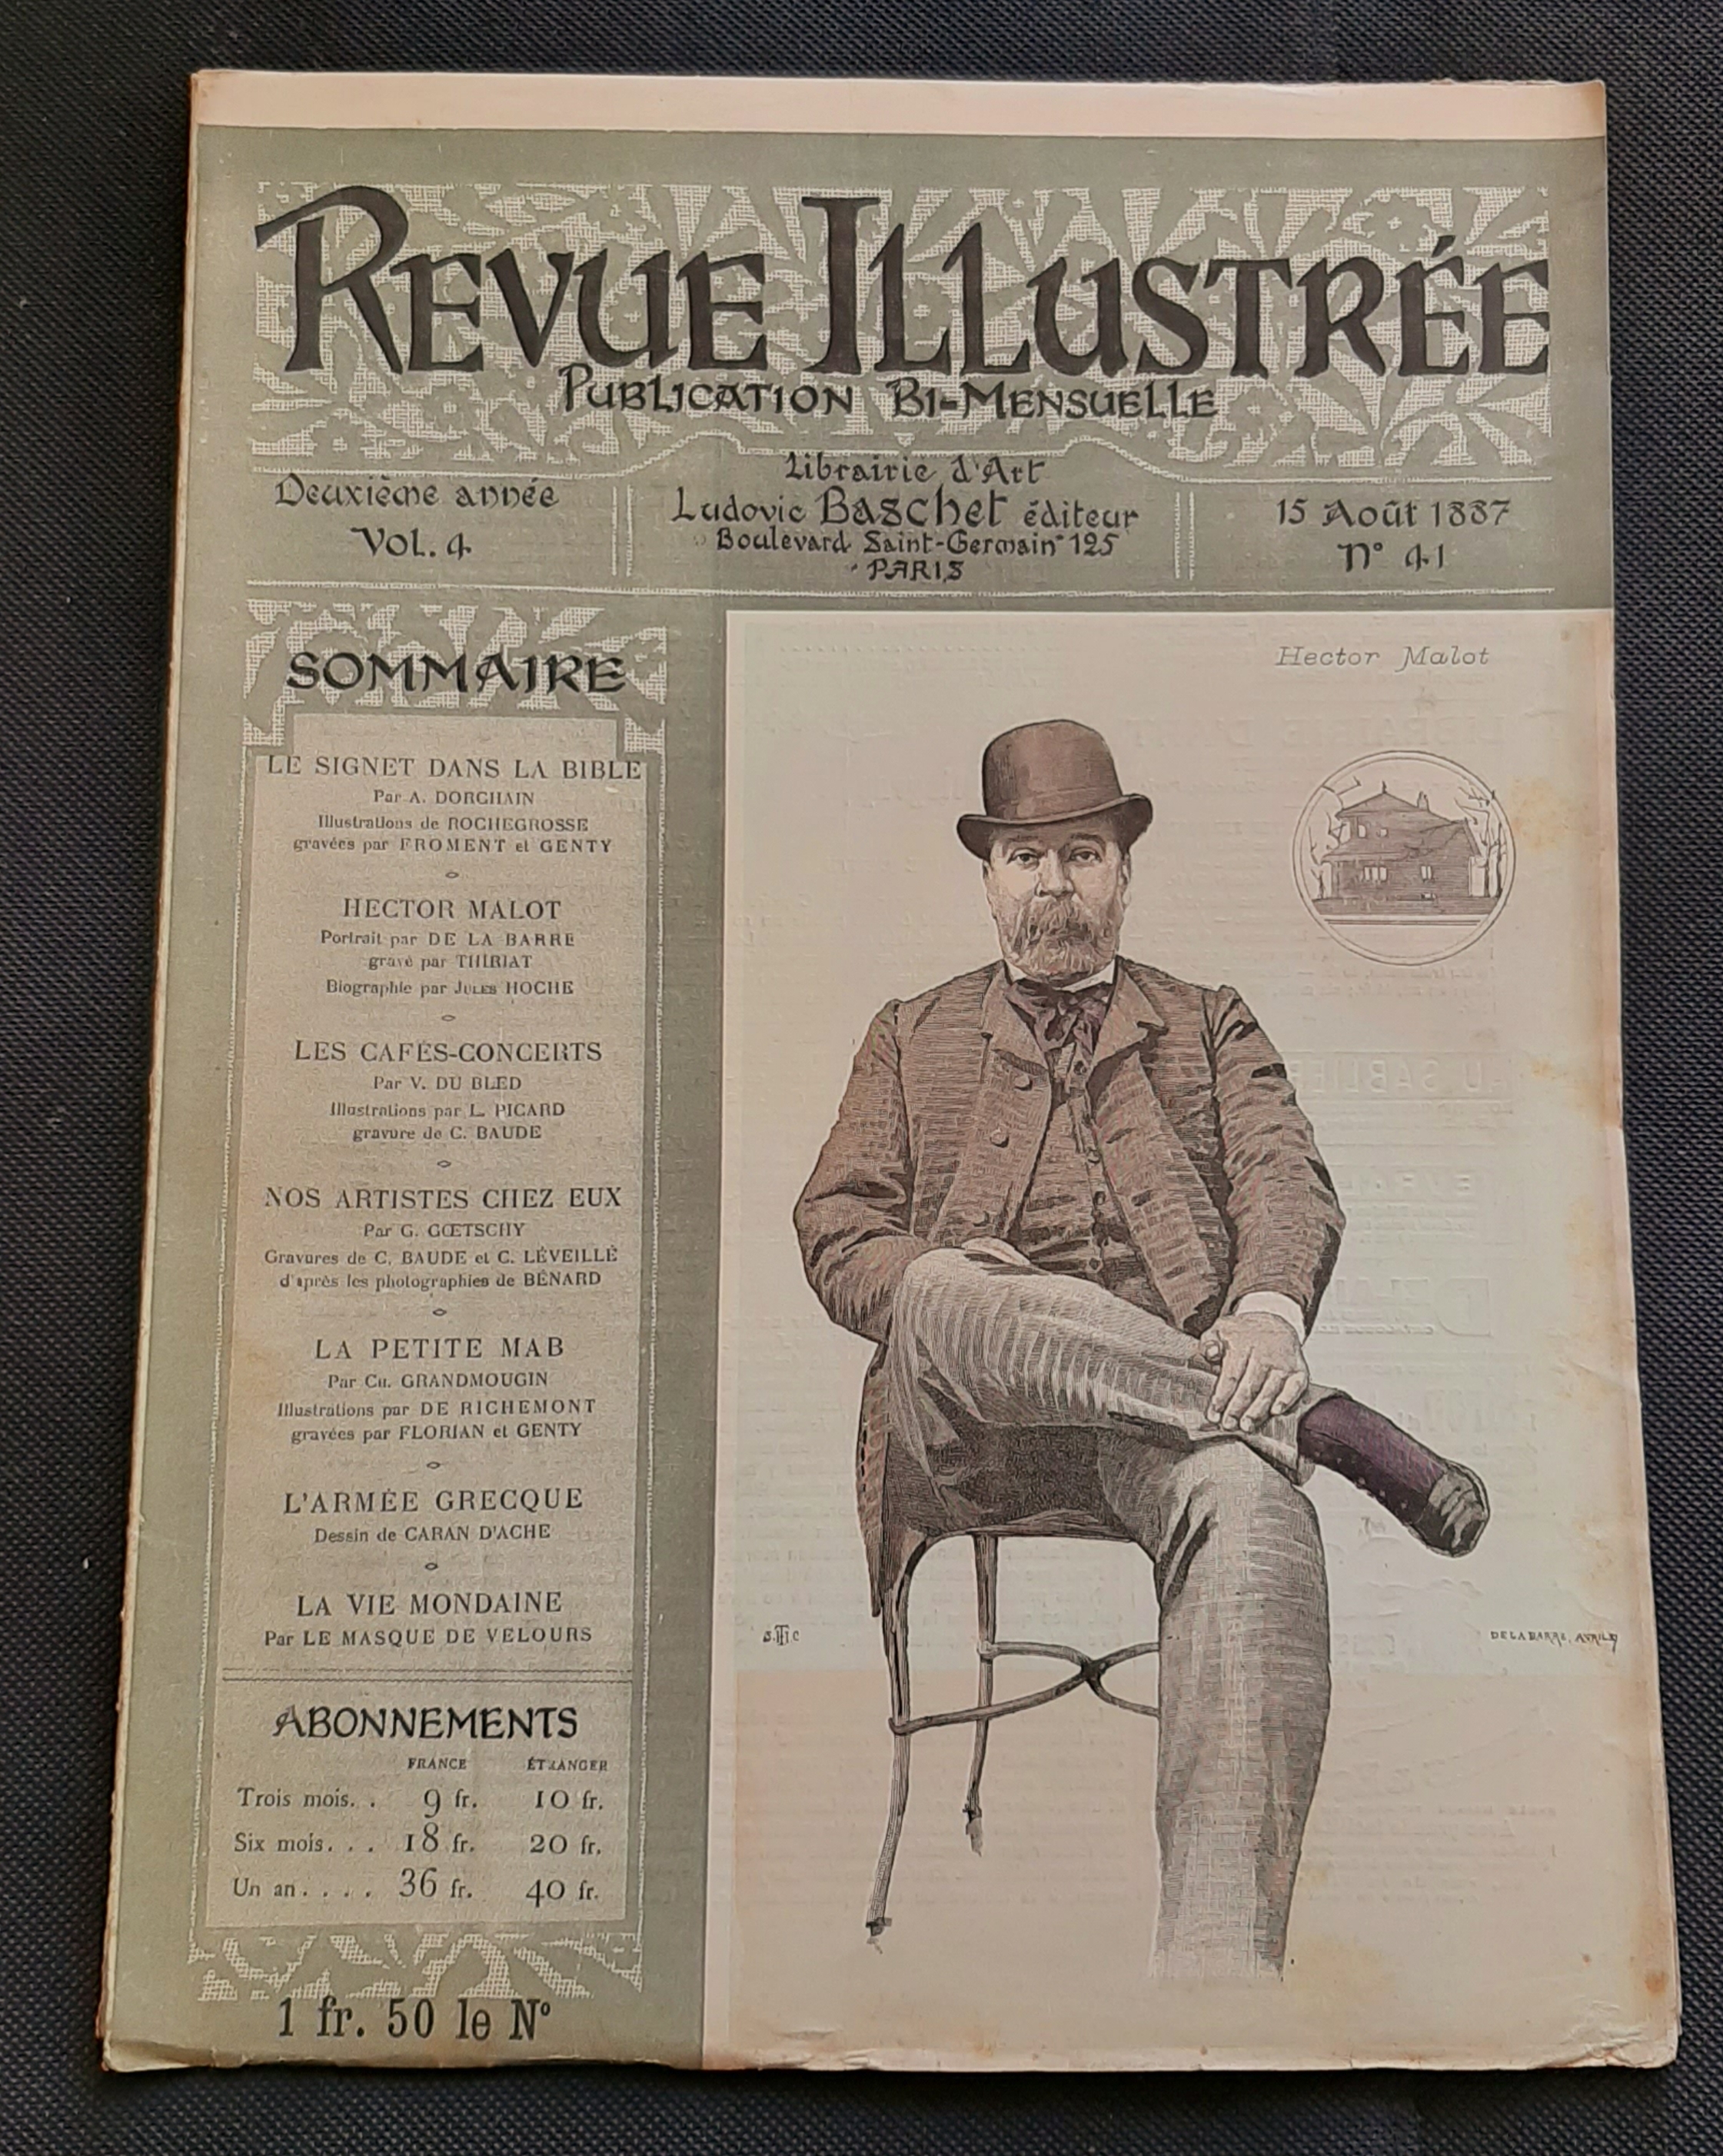 REVUE ILLUSTRÉE
PUBLICATION BI-MENSUELLE
Deuxième année
Vol. 4
Librairie d'Art
Ludovic Baschet éditeur
Boulevard Saint-Germain 125
PARIS
15 Août 1887
N° 41
SOMMAIRE
LE SIGNET DANS LA BIBLE
Par A. DORCHAIN
Illustrations de ROCHEGROSSE
gravées par FROMENT et GENTY
HECTOR MALOT
Portrait par DE LA BARRE
gravé par THIRIAT
Biographie par JULES HOCHE
LES CAFÉS-CONCERTS
Par V. DU BLED
Illustrations par L. PICARD
gravure de C. BAUDE
NOS ARTISTES CHEZ EUX
Par G. GŒTSCHY
Gravures de C. BAUDE et C. LÉVEILLÉ
d'après les photographies de BÉNARD
LA PETITE MAB
Par CH. GRANDMOUGIN
Illustrations par DE RICHEMONT
gravées par FLORIAN et GENTY
L'ARMÉE GRECQUE
Dessin de CARAN D'ACHE
LA VIE MONDAINE
Par LE MASQUE DE VELOURS
ABONNEMENTS
FRANCE ÉTRANGER
Trois mois. . 9 fr. 10 fr.
Six mois. . . 18 fr. 20 fr.
Un an. . . . 36 fr. 40 fr.
1 fr. 50 le N°
Hector Malot
DELABARRE, AVRIL